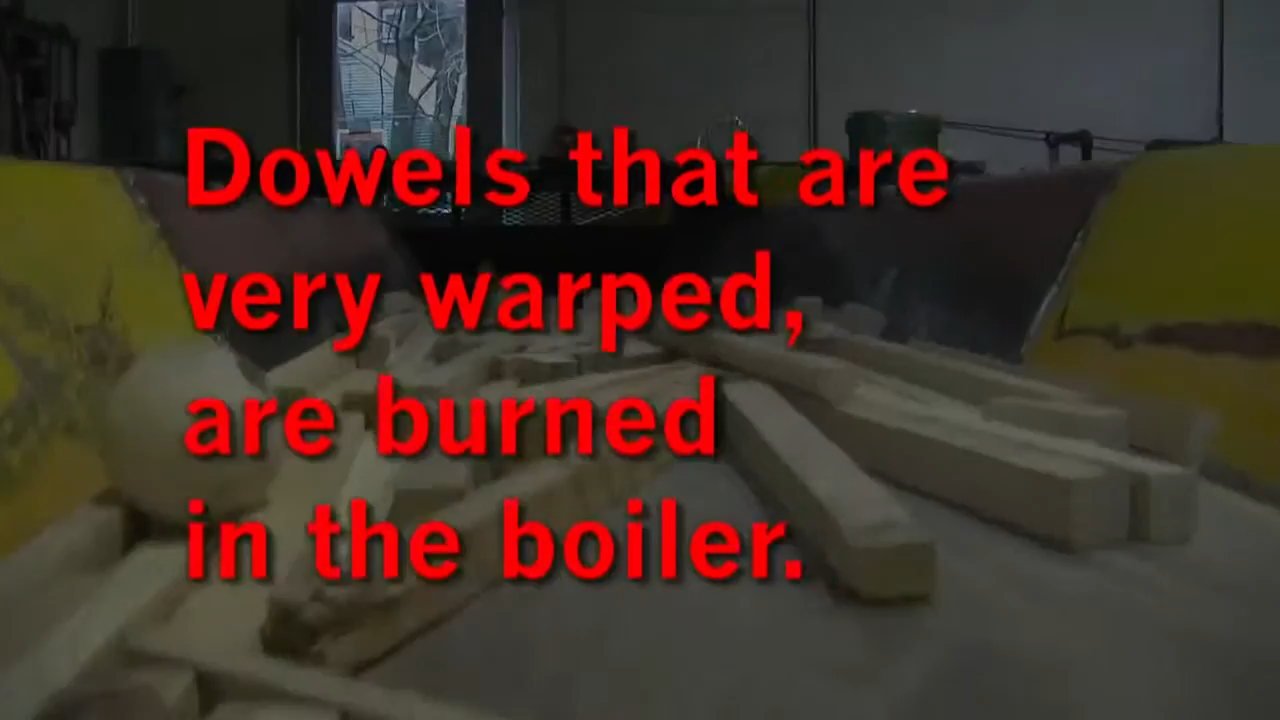 Dowels that are
very warped,
are burned
in the boiler.